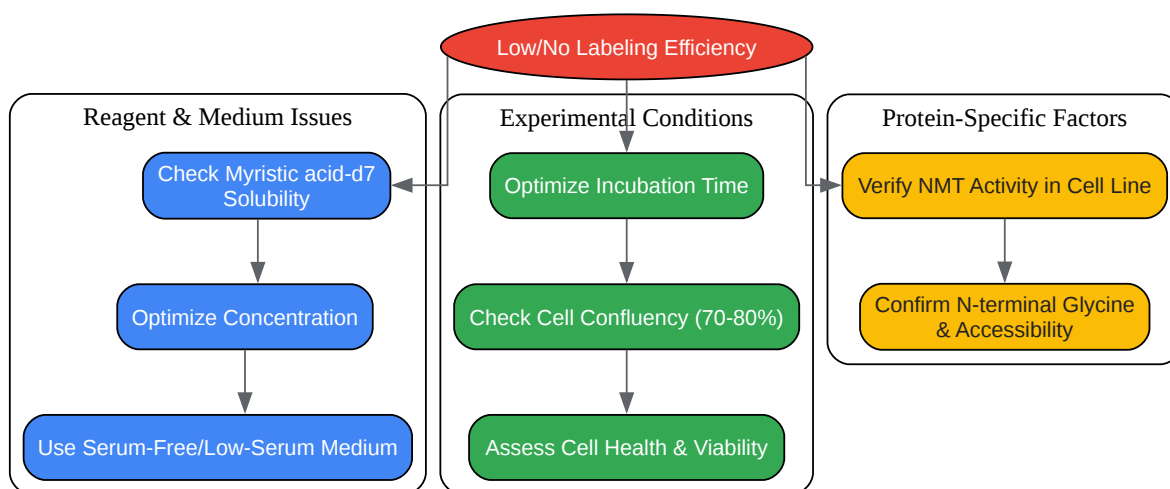 Low/No Labeling Efficiency
Reagent & Medium Issues
Check Myristic acid-d7
Solubility
Optimize Concentration
Use Serum-Free/Low-Serum Medium
Experimental Conditions
Optimize Incubation Time
Check Cell Confluency (70-80%)
Assess Cell Health & Viability
Protein-Specific Factors
Verify NMT Activity in Cell Line
Confirm N-terminal Glycine
& Accessibility